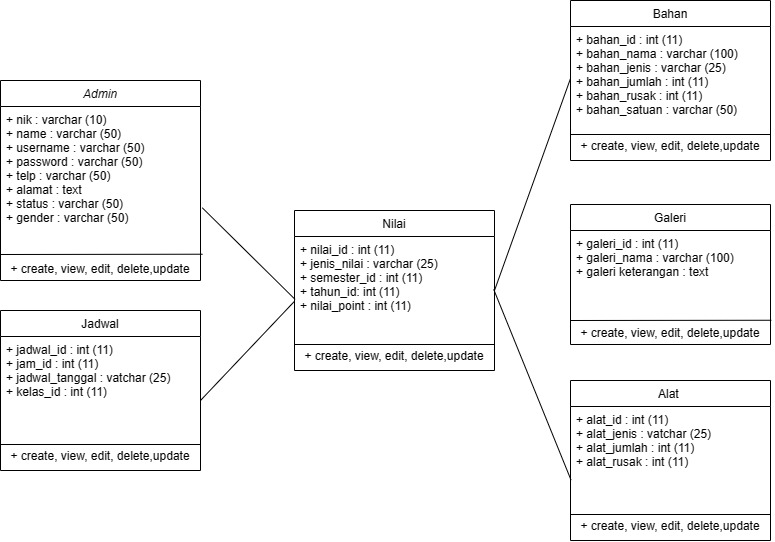 Admin
+ nik : varchar (10)
+ name : varchar (50)
+ username : varchar (50)
+ password : varchar (50)
+ telp : varchar (50)
+ alamat : text
+ status : varchar (50)
+ gender : varchar (50)
+ create, view, edit, delete,update
Jadwal
+ jadwal_id : int (11)
+ jam_id : int (11)
+ jadwal_tanggal : vatchar (25)
+ kelas_id : int (11)
+ create, view, edit, delete,update
Nilai
+ nilai_id : int (11)
+ jenis_nilai : varchar (25)
+ semester_id : int (11)
+ tahun_id: int (11)
+ nilai_point : int (11)
+ create, view, edit, delete,update
Bahan
+ bahan_id : int (11)
+ bahan_nama : varchar (100)
+ bahan_jenis : varchar (25)
+ bahan_jumlah : int (11)
+ bahan_rusak : int (11)
+ bahan_satuan : varchar (50)
+ create, view, edit, delete,update
Galeri
+ galeri_id : int (11)
+ galeri_nama : varchar (100)
+ galeri keterangan : text
+ create, view, edit, delete,update
Alat
+ alat_id : int (11)
+ alat_jenis : vatchar (25)
+ alat_jumlah : int (11)
+ alat_rusak : int (11)
+ create, view, edit, delete,update